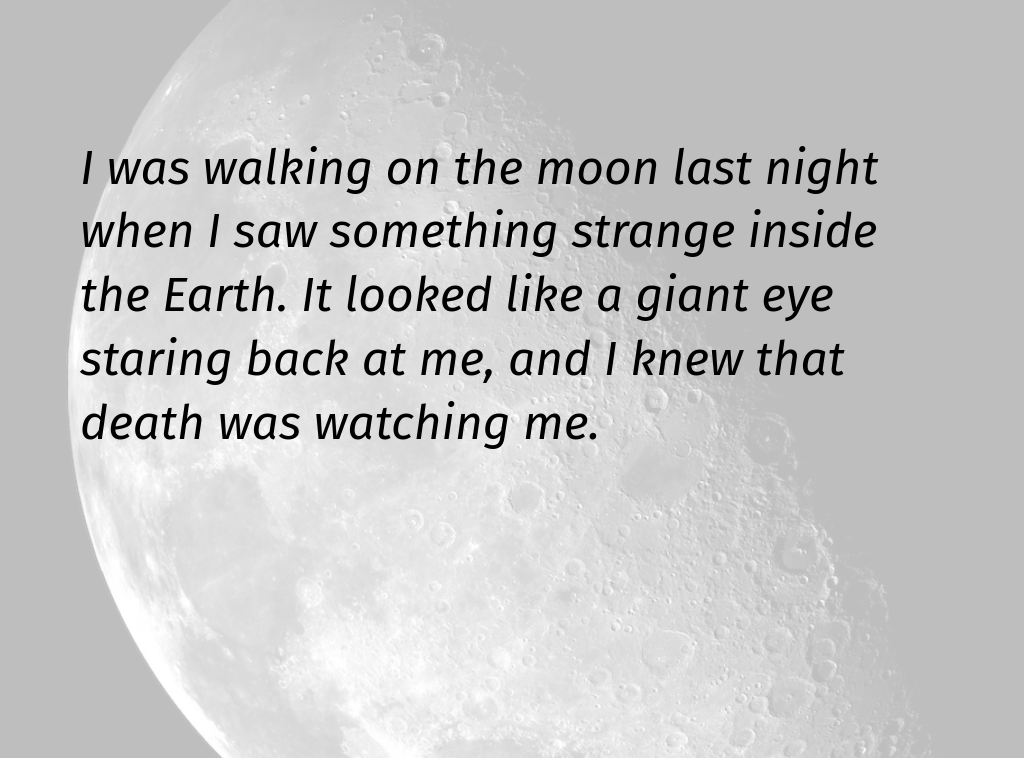 I was walking on the moon last night
when I saw something strange inside
the Earth. It looked like a giant eye
staring back at me, and I knew that
death was watching me.